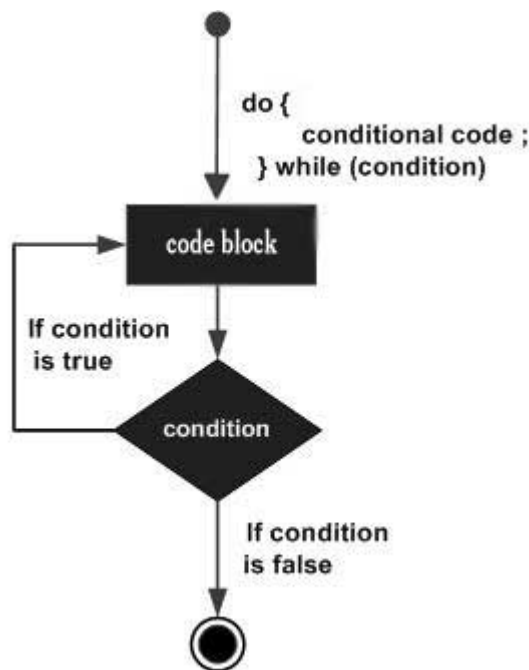 do {
conditional code ;
} while (condition)
code block
If condition
is true
condition
If condition
is false